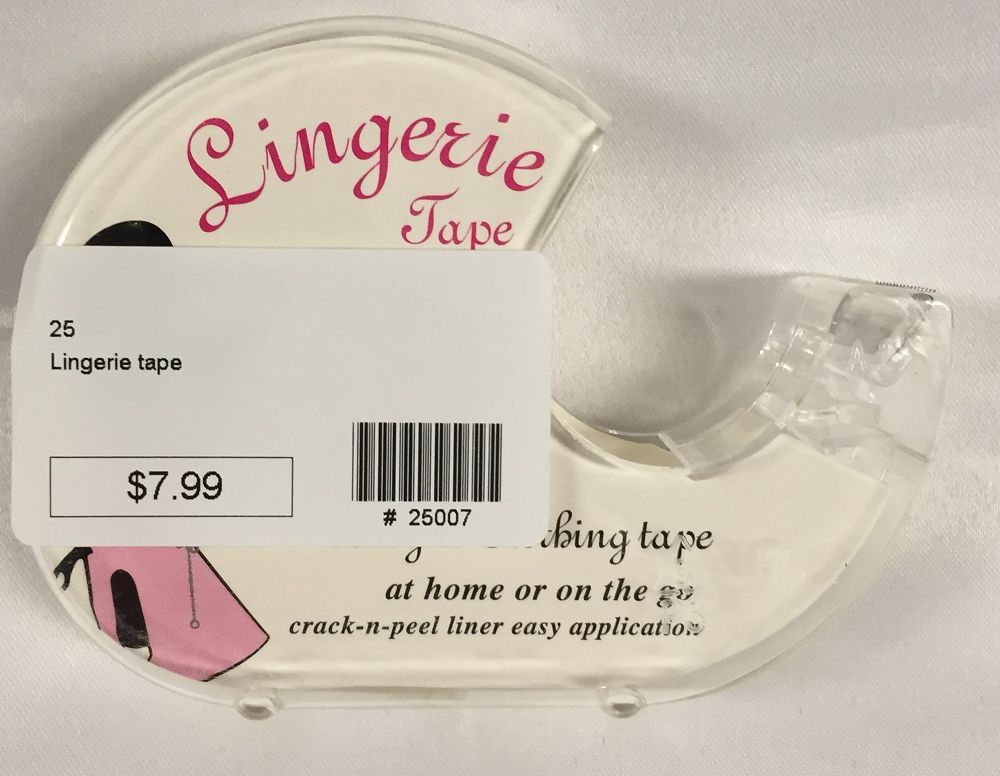 Lingerie
Tape
25
Lingerie tape
$7.99
# 25007
tape
at home or on the go
crack-n-peel liner easy application